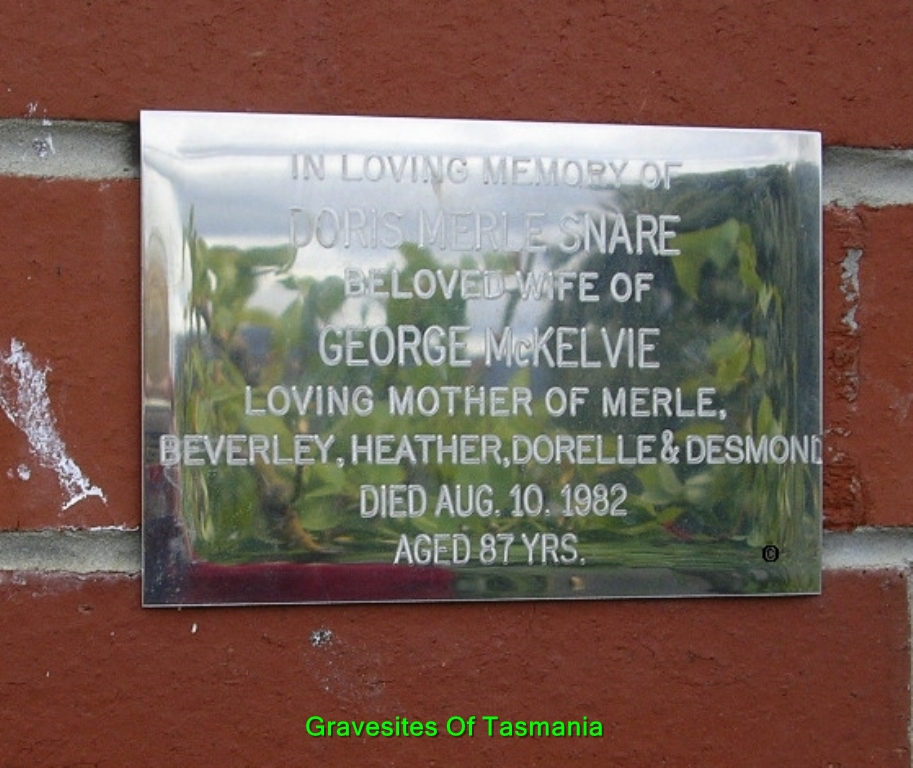 IN LOVING MEMORY OF
DORIS MERLE SNARE
BELOVED WIFE OF
GEORGE McKELVIE
LOVING MOTHER OF MERLE,
BEVERLEY, HEATHER, DORELLE & DESMOND
DIED AUG. 10. 1982
AGED 87 YRS.
©
Gravesites Of Tasmania